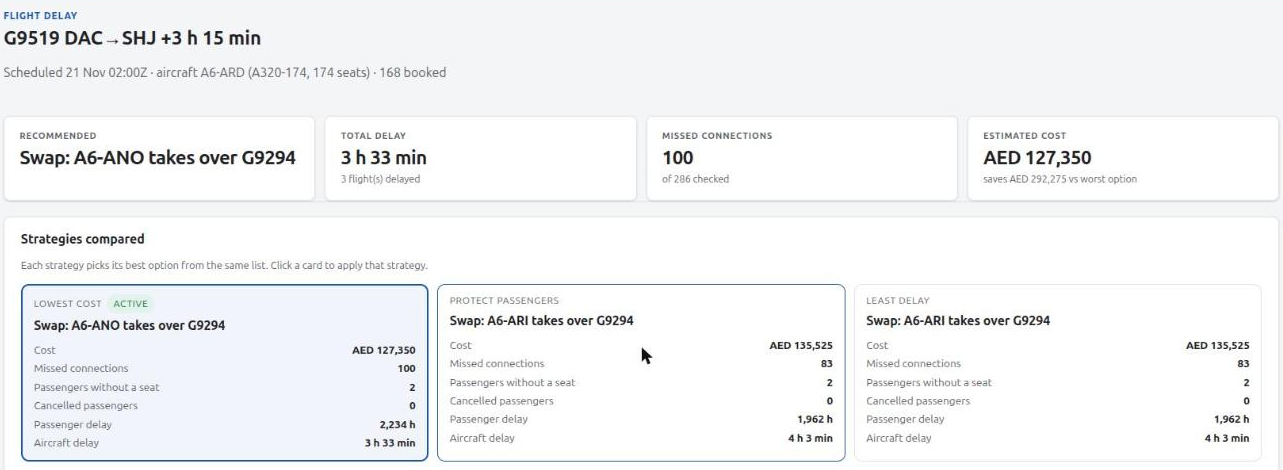 FLIGHT DELAY
G9519 DAC→SHJ +3 h 15 min
Scheduled 21 Nov 02:00Z · aircraft A6-ARD (A320-174, 174 seats) · 168 booked
RECOMMENDED
Swap: A6-ANO takes over G9294
TOTAL DELAY
3 h 33 min
3 flight(s) delayed
MISSED CONNECTIONS
100
of 286 checked
ESTIMATED COST
AED 127,350
saves AED 292,275 vs worst option
Strategies compared
Each strategy picks its best option from the same list. Click a card to apply that strategy.
LOWEST COST ACTIVE
Swap: A6-ANO takes over G9294
Cost AED 127,350
Missed connections 100
Passengers without a seat 2
Cancelled passengers 0
Passenger delay 2,234 h
Aircraft delay 3 h 33 min
PROTECT PASSENGERS
Swap: A6-ARI takes over G9294
Cost AED 135,525
Missed connections 83
Passengers without a seat 2
Cancelled passengers 0
Passenger delay 1,962 h
Aircraft delay 4 h 3 min
LEAST DELAY
Swap: A6-ARI takes over G9294
Cost AED 135,525
Missed connections 83
Passengers without a seat 2
Cancelled passengers 0
Passenger delay 1,962 h
Aircraft delay 4 h 3 min